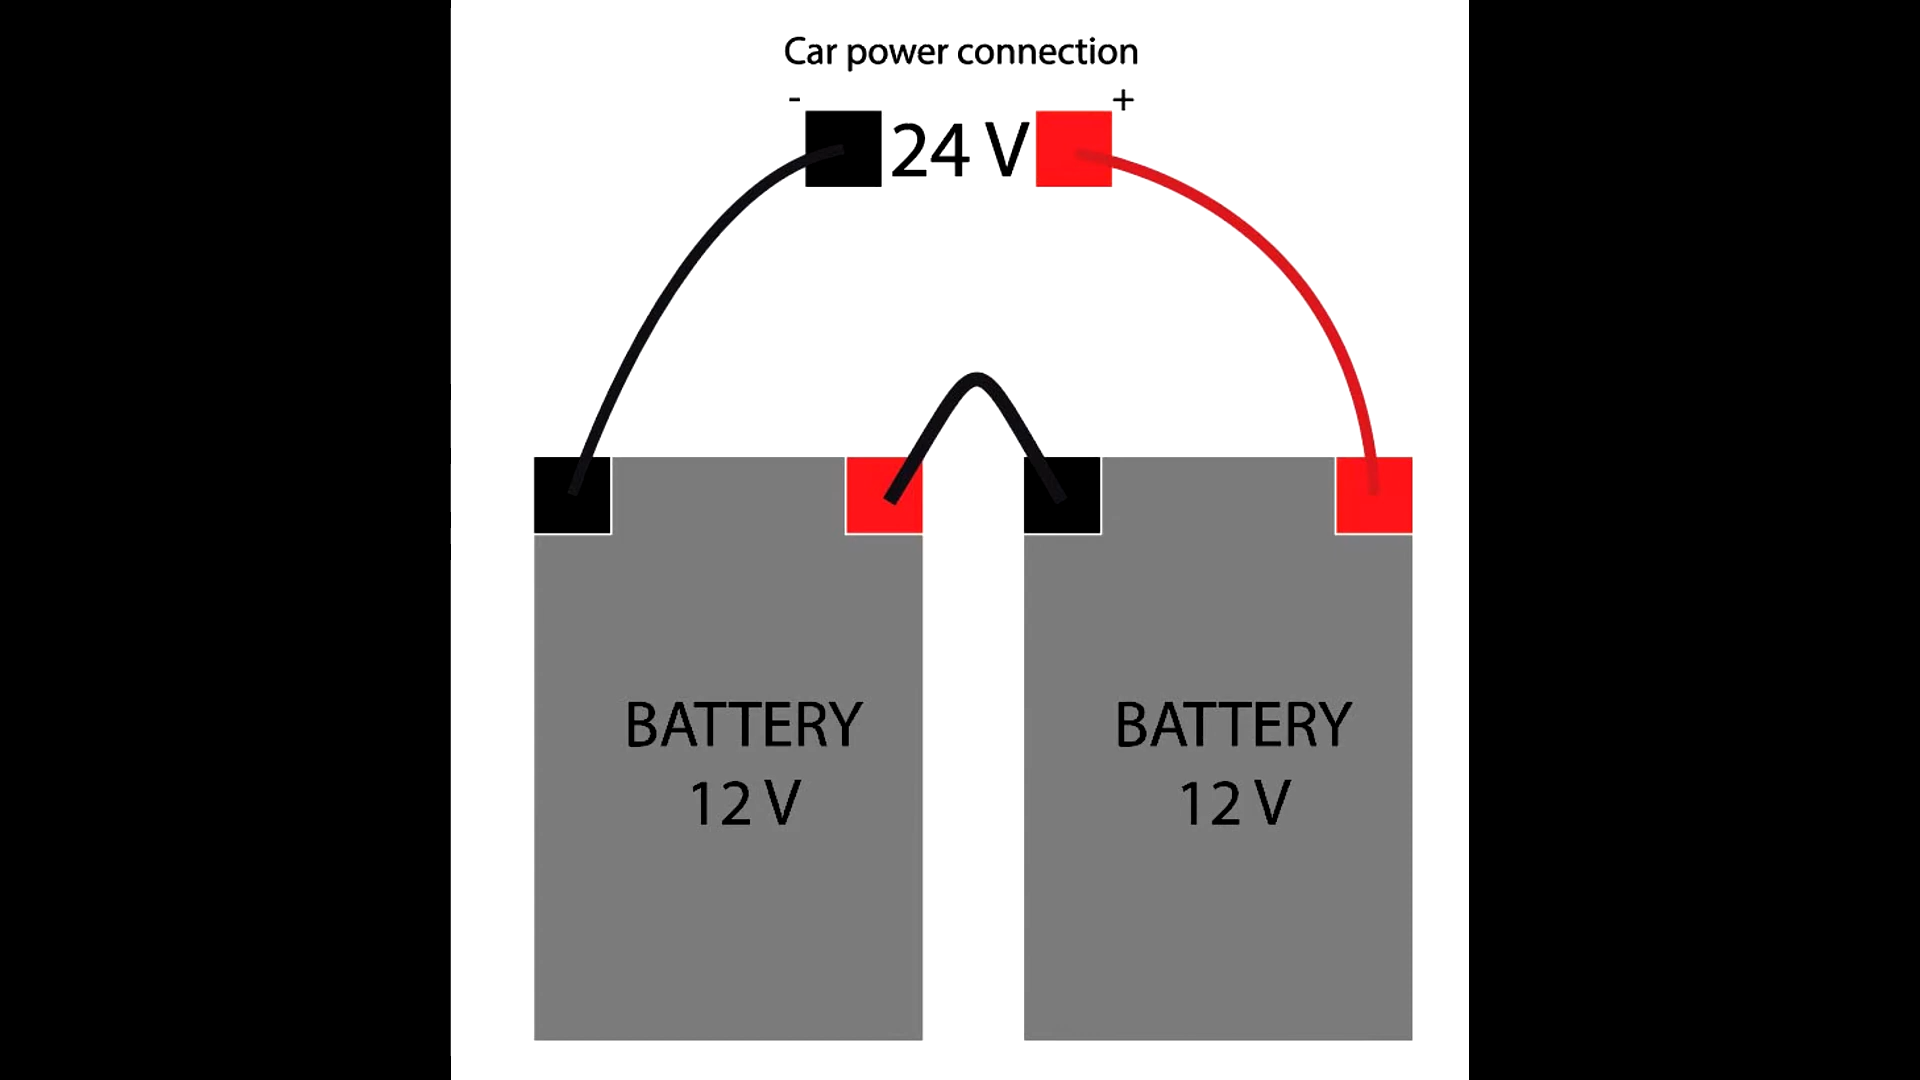 Car power connection
- +
24 V
BATTERY
12 V
BATTERY
12 V